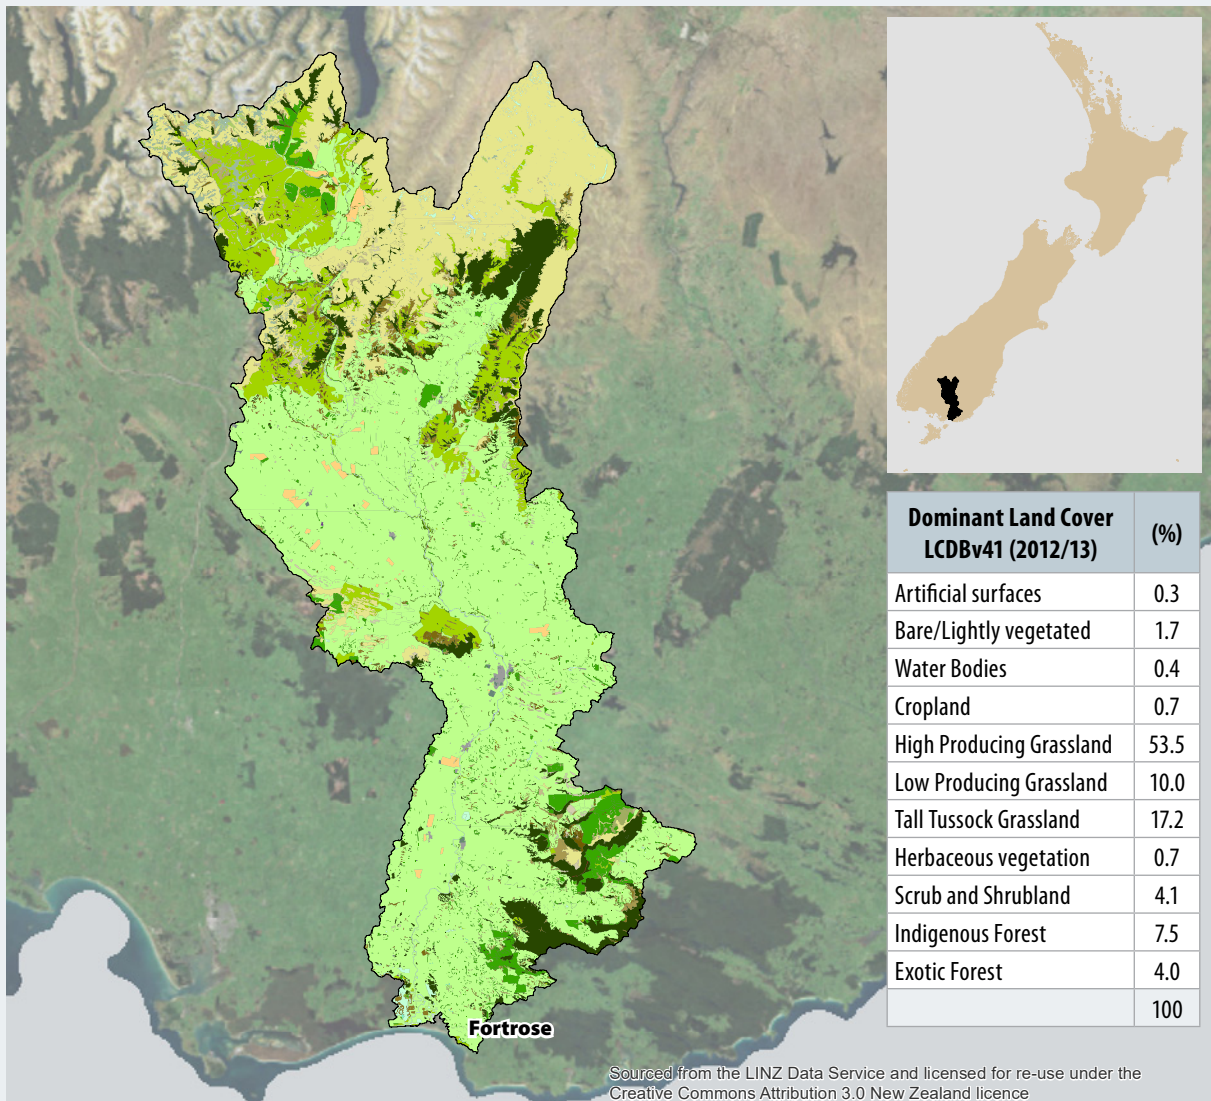 Dominant Land Cover (%)
LCDBv41 (2012/13)
Artificial surfaces 0.3
Bare/Lightly vegetated 1.7
Water Bodies 0.4
Cropland 0.7
High Producing Grassland 53.5
Low Producing Grassland 10.0
Tall Tussock Grassland 17.2
Herbaceous vegetation 0.7
Scrub and Shrubland 4.1
Indigenous Forest 7.5
Exotic Forest 4.0
100
Fortrose
Sourced from the LINZ Data Service and licensed for re-use under the
Creative Commons Attribution 3.0 New Zealand licence